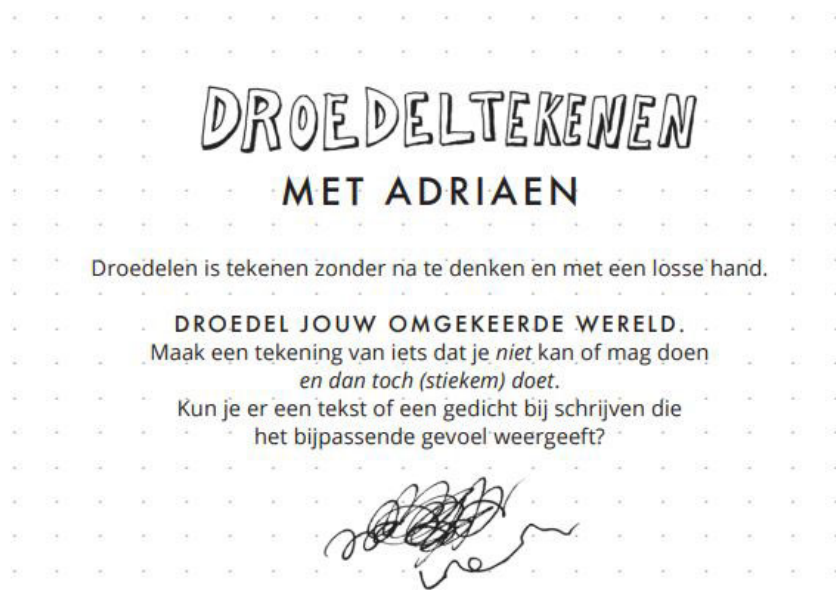 DROEDELTEKENEN
MET ADRIAEN
Droedelen is tekenen zonder na te denken en met een losse hand.
DROEDEL JOUW OMGEKEERDE WERELD.
Maak een tekening van iets dat je niet kan of mag doen
en dan toch (stiekem) doet.
Kun je er een tekst of een gedicht bij schrijven die
het bijpassende gevoel weergeeft?